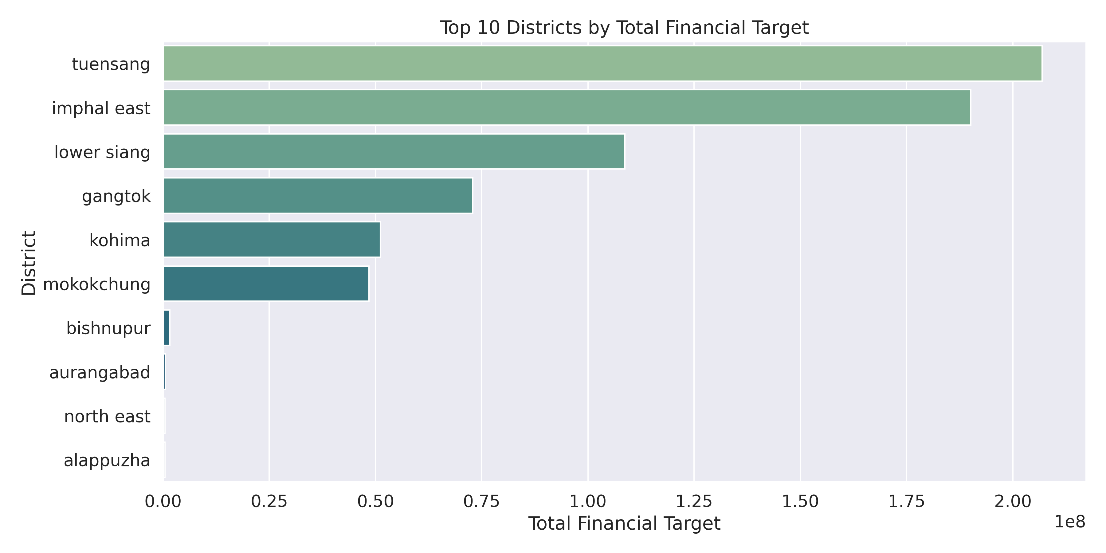 Top 10 Districts by Total Financial Target
District
tuensang
imphal east
lower siang
gangtok
kohima
mokokchung
bishnupur
aurangabad
north east
alappuzha
0.00 0.25 0.50 0.75 1.00 1.25 1.50 1.75 2.00
1e8
Total Financial Target